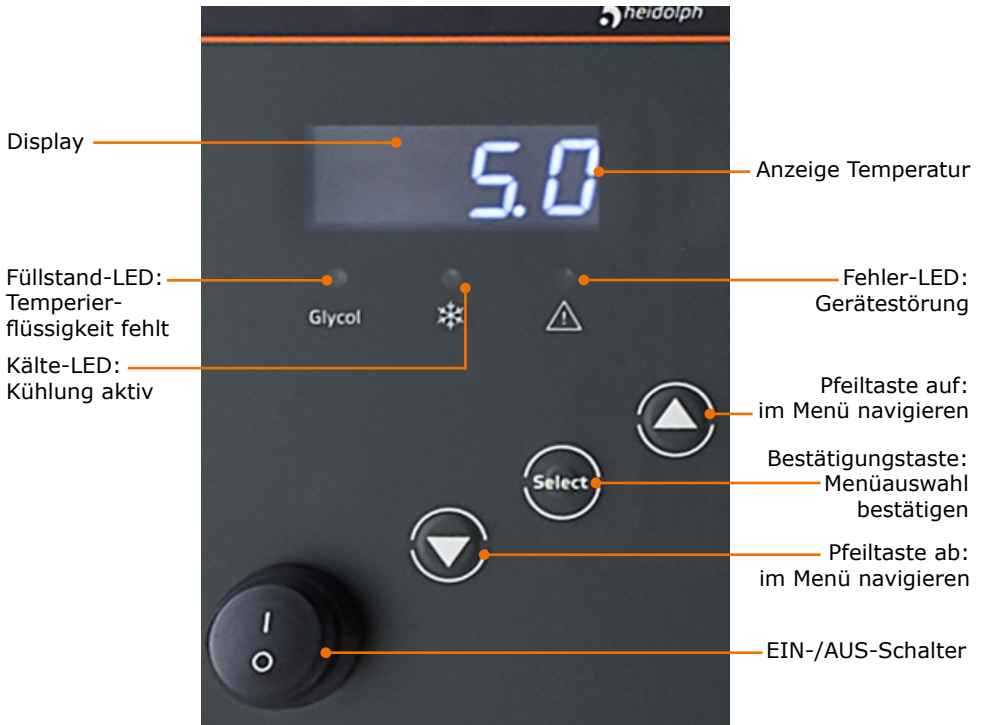 heidolph
Display
5.0
Anzeige Temperatur
Füllstand-LED:
Temperier-
flüssigkeit fehlt
Fehler-LED:
Gerätestörung
Glycol
Kälte-LED:
Kühlung aktiv
Pfeiltaste auf:
im Menü navigieren
Bestätigungstaste:
Menüauswahl
bestätigen
Select
Pfeiltaste ab:
im Menü navigieren
I
O
EIN-/AUS-Schalter